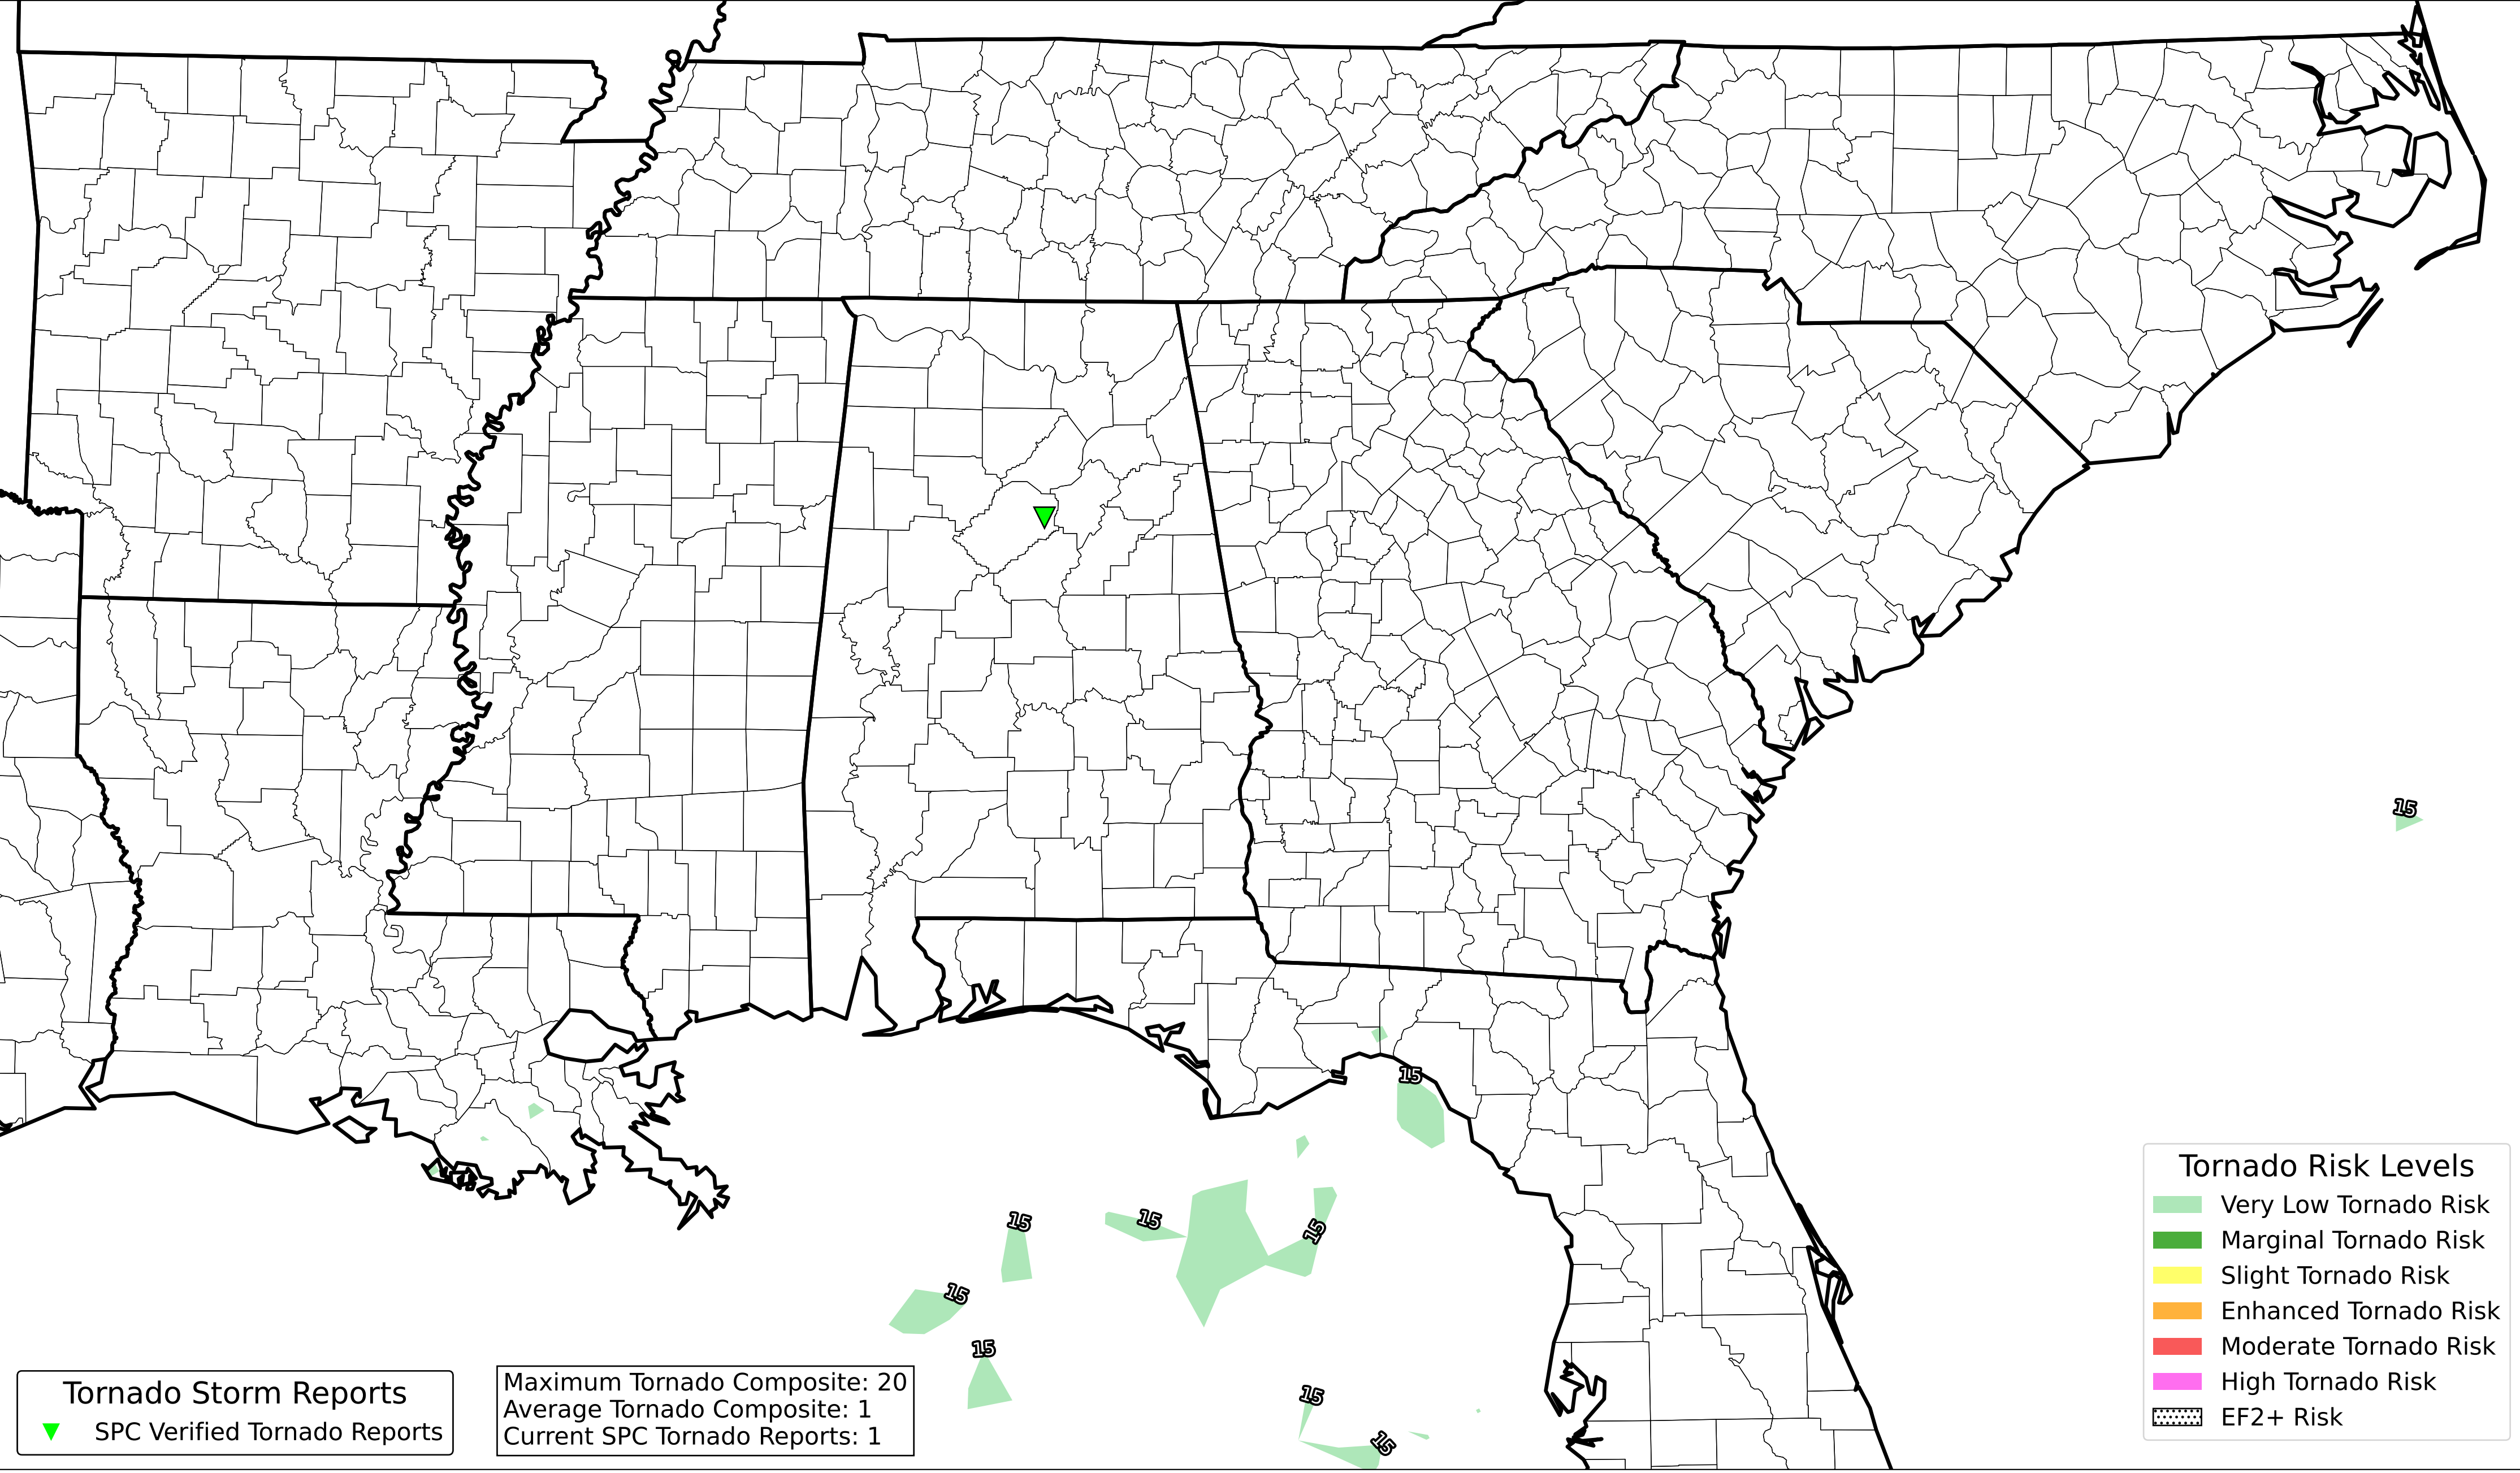 15
15
15
15
15
15
15
15
15
Tornado Risk Levels
Very Low Tornado Risk
Marginal Tornado Risk
Slight Tornado Risk
Enhanced Tornado Risk
Moderate Tornado Risk
High Tornado Risk
EF2+ Risk
Tornado Storm Reports
SPC Verified Tornado Reports
Maximum Tornado Composite: 20
Average Tornado Composite: 1
Current SPC Tornado Reports: 1